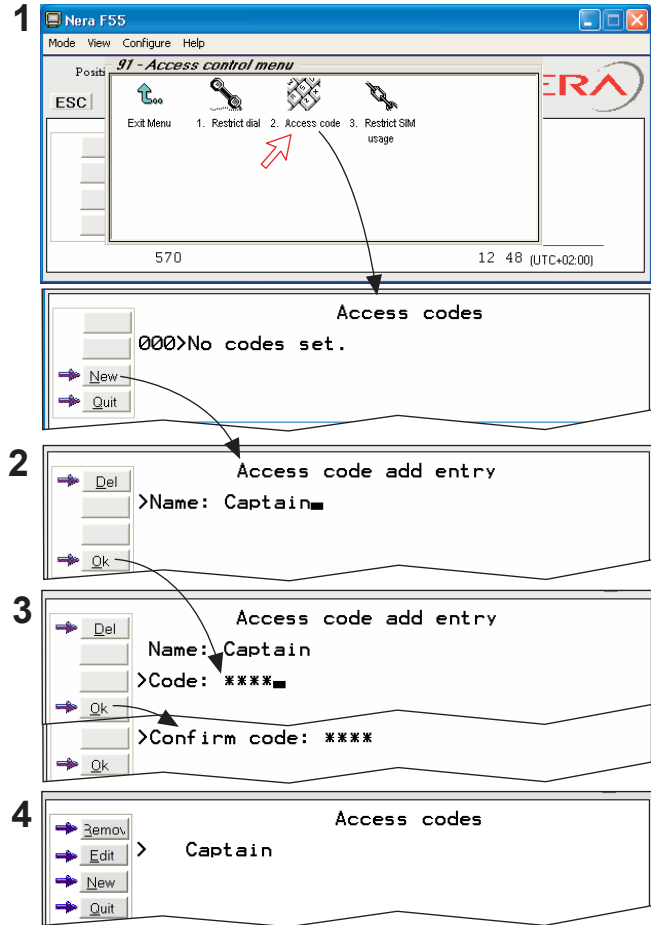 1
Nera F55
Mode View Configure Help
91 - Access control menu
Positi
ERA
ESC
Exit Menu 1. Restrict dial 2. Access code 3. Restrict SIM
usage
570 12 48 (UTC+02:00)
Access codes
000>No codes set.
New
Quit
2
Access code add entry
Del
>Name: Captain
Ok
3
Access code add entry
Del
Name: Captain
>Code: ****
Ok
>Confirm code: ****
Ok
4
Access codes
Remov
Edit > Captain
New
Quit